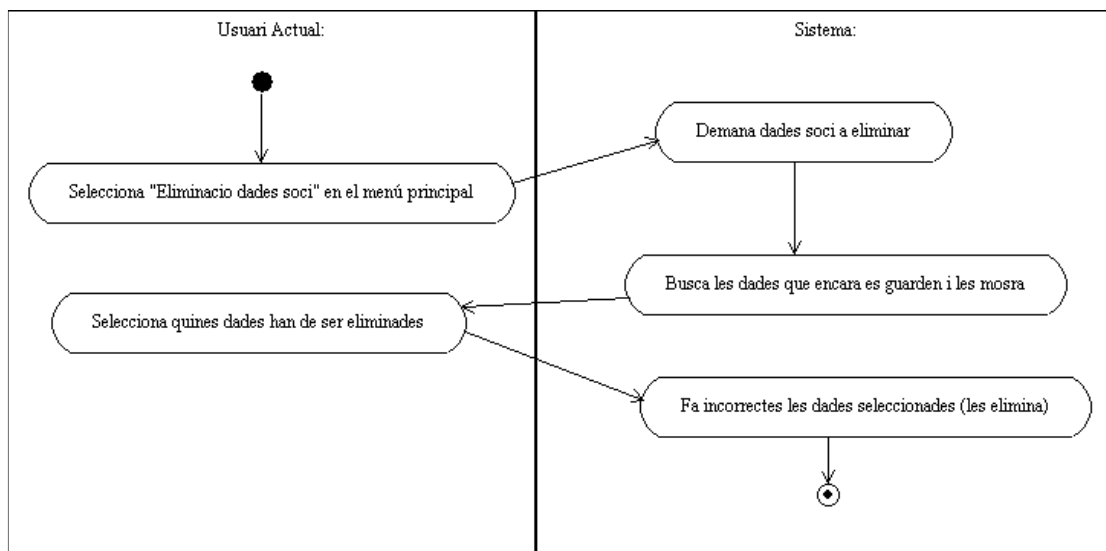 Usuari Actual:
Sistema:
Demana dades soci a eliminar
Selecciona "Eliminacio dades soci" en el menú principal
Busca les dades que encara es guarden i les mosra
Selecciona quines dades han de ser eliminades
Fa incorrectes les dades seleccionades (les elimina)